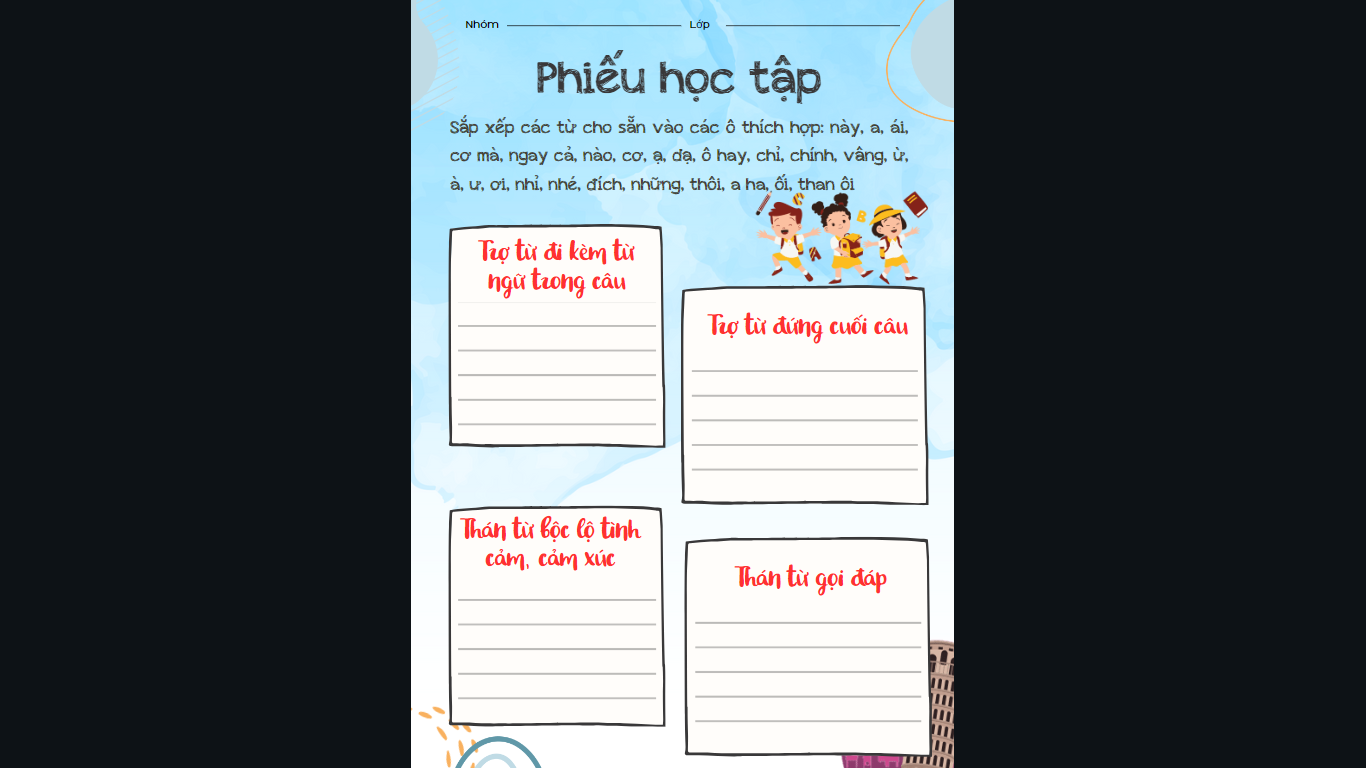 Nhóm Lớp
Phiếu học tập
Sắp xếp các từ cho sẵn vào các ô thích hợp: này, a, ái,
cơ mà, ngay cả, nào, cơ, ạ, dạ, ô hay, chỉ, chính, vâng, ừ,
à, ư, ơi, nhỉ, nhé, đích, những, thôi, a ha, ối, than ôi
B
A
Trợ từ đi kèm từ
ngữ trong câu
Trợ từ đứng cuối câu
Thán từ bộc lộ tình
cảm, cảm xúc
Thán từ gọi đáp